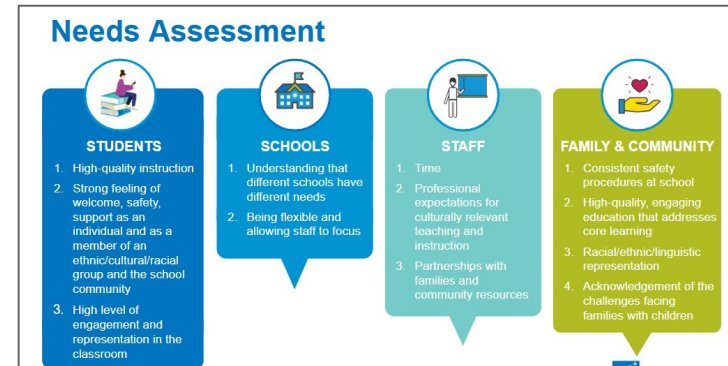 Needs Assessment
STUDENTS
1. High-quality instruction
2. Strong feeling of
welcome, safety,
support as an
individual and as a
member of an
ethnic/cultural/racial
group and the school
community
3. High level of
engagement and
representation in the
classroom
SCHOOLS
1. Understanding that
different schools have
different needs
2. Being flexible and
allowing staff to focus
STAFF
1. Time
2. Professional
expectations for
culturally relevant
teaching and
instruction
3. Partnerships with
families and
community resources
FAMILY & COMMUNITY
1. Consistent safety
procedures at school
2. High-quality, engaging
education that addresses
core learning
3. Racial/ethnic/linguistic
representation
4. Acknowledgement of the
challenges facing
families with children